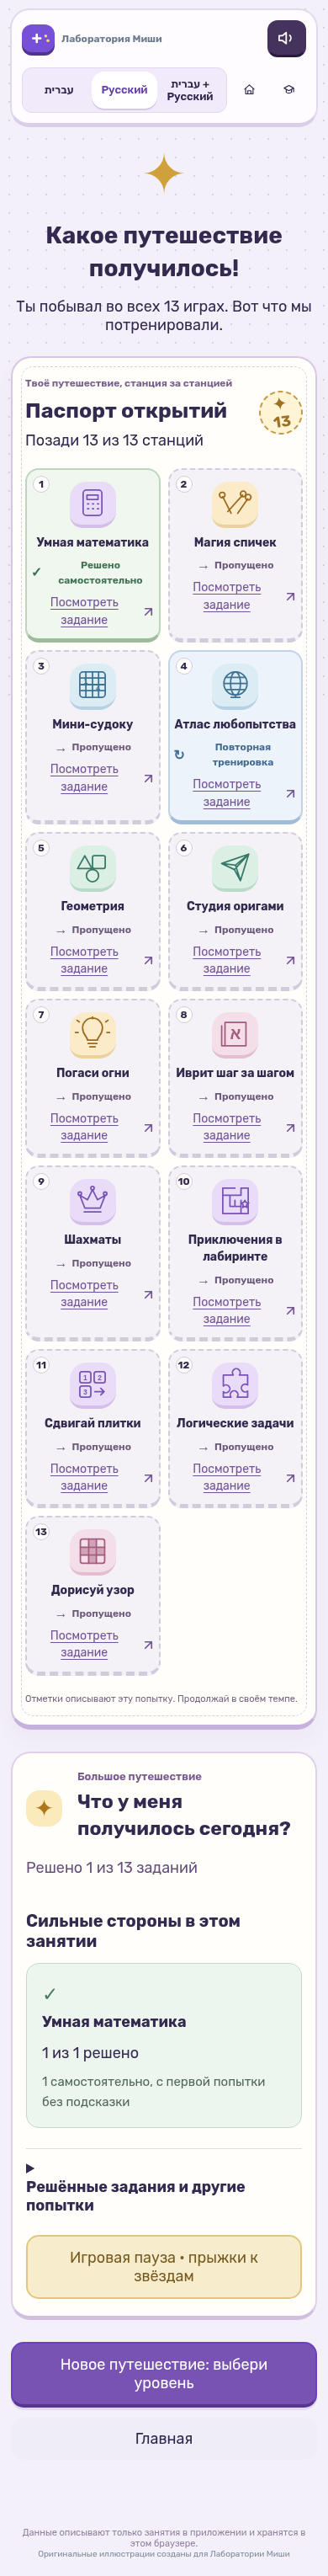 Лаборатория Миши
עברית
Русский
עברית +
Русский
Какое путешествие
получилось!
Ты побывал во всех 13 играх. Вот что мы
потренировали.
Твоё путешествие, станция за станцией
Паспорт открытий
Позади 13 из 13 станций
13
1
Умная математика
Решено
самостоятельно
Посмотреть
задание
2
Магия спичек
→ Пропущено
Посмотреть
задание
3
Мини-судоку
→ Пропущено
Посмотреть
задание
4
Атлас любопытства
Повторная
тренировка
Посмотреть
задание
5
Геометрия
→ Пропущено
Посмотреть
задание
6
Студия оригами
→ Пропущено
Посмотреть
задание
7
Погаси огни
→ Пропущено
Посмотреть
задание
8
א
Иврит шаг за шагом
→ Пропущено
Посмотреть
задание
9
Шахматы
→ Пропущено
Посмотреть
задание
10
Приключения в
лабиринте
→ Пропущено
Посмотреть
задание
11
1 2
3
Сдвигай плитки
→ Пропущено
Посмотреть
задание
12
Логические задачи
→ Пропущено
Посмотреть
задание
13
Дорисуй узор
→ Пропущено
Посмотреть
задание
Отметки описывают эту попытку. Продолжай в своём темпе.
Большое путешествие
Что у меня
получилось сегодня?
Решено 1 из 13 заданий
Сильные стороны в этом
занятии
✓
Умная математика
1 из 1 решено
1 самостоятельно, с первой попытки
без подсказки
Решённые задания и другие
попытки
Игровая пауза • прыжки к
звёздам
Новое путешествие: выбери
уровень
Главная
Данные описывают только занятия в приложении и хранятся в
этом браузере.
Оригинальные иллюстрации созданы для Лаборатории Миши